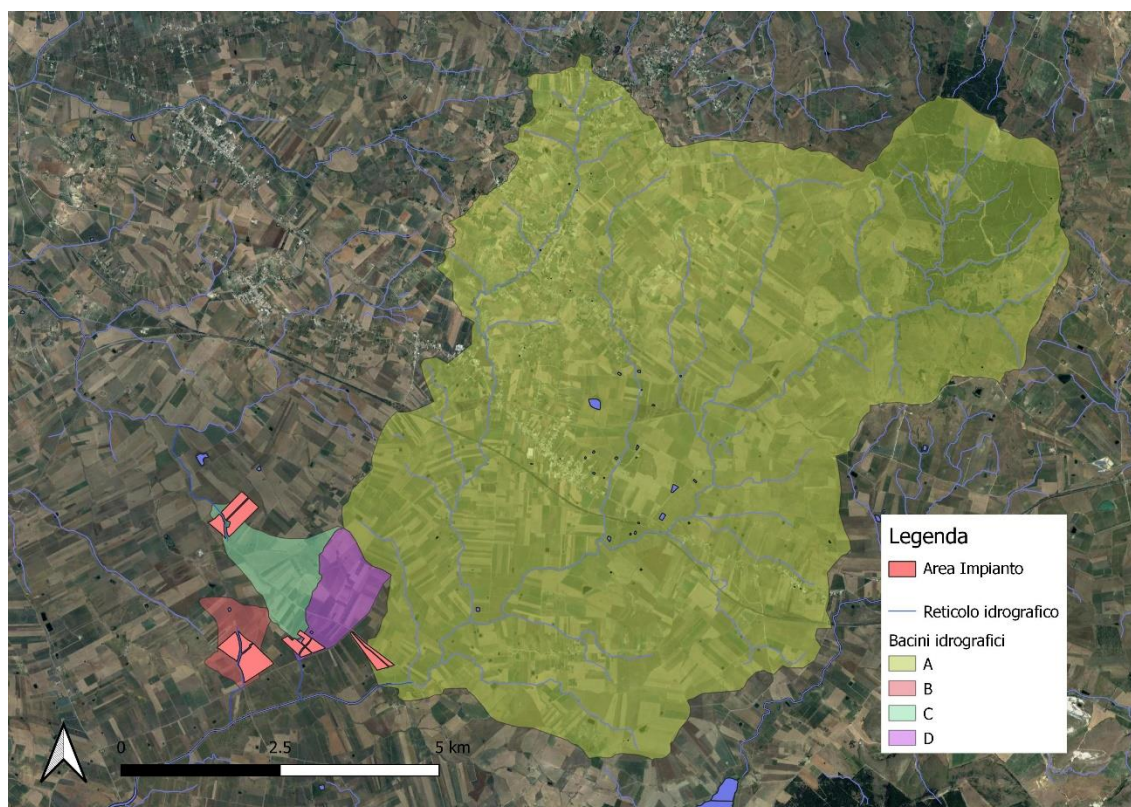 Legenda
Area Impianto
Reticolo idrografico
Bacini idrografici
A
B
C
D
0 2.5 5 km